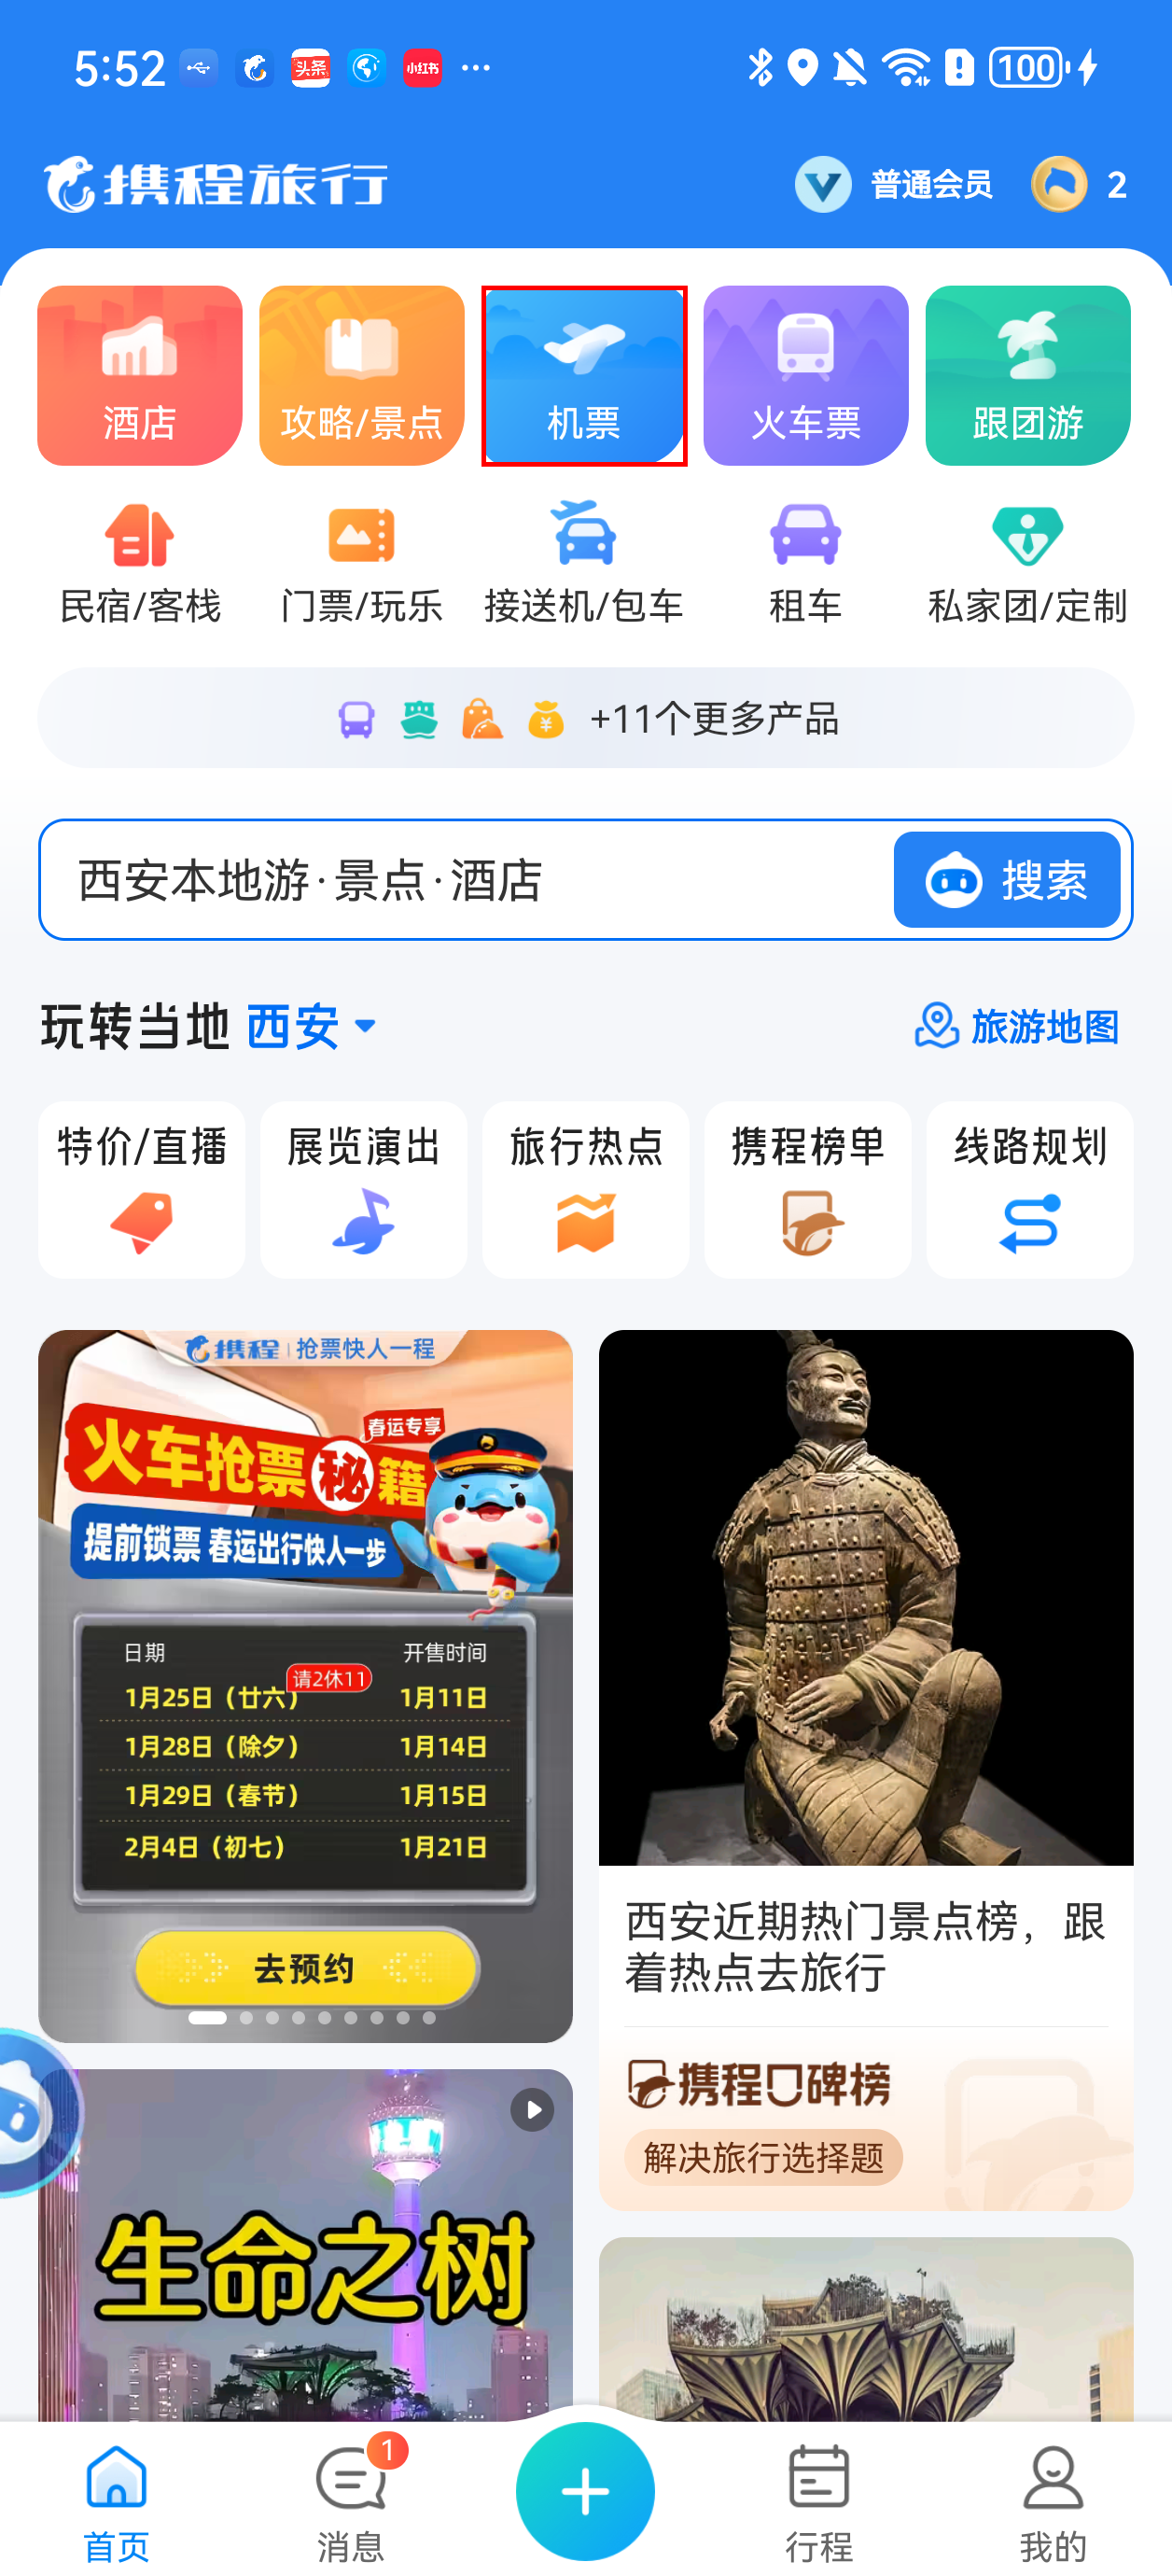 5:52 头条 小红书 ··· 100
携程旅行 普通会员 2
酒店 攻略/景点 机票 火车票 跟团游
民宿/客栈 门票/玩乐 接送机/包车 租车 私家团/定制
+11个更多产品
西安本地游·景点·酒店 搜索
玩转当地 西安 旅游地图
特价/直播 展览演出 旅行热点 携程榜单 线路规划
携程 抢票快人一程
春运专享
火车抢票秘籍
提前锁票 春运出行快人一步
日期 开售时间
请2休11
1月25日（廿六） 1月11日
1月28日（除夕） 1月14日
1月29日（春节） 1月15日
2月4日（初七） 1月21日
去预约
西安近期热门景点榜，跟
着热点去旅行
携程口碑榜
解决旅行选择题
生命之树
1
首页 消息 行程 我的